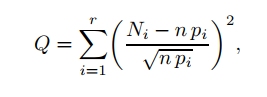 Q = \sum_{i=1}^{r} \left( \frac{N_i - n\,p_i}{\sqrt{n\,p_i}} \right)^2,